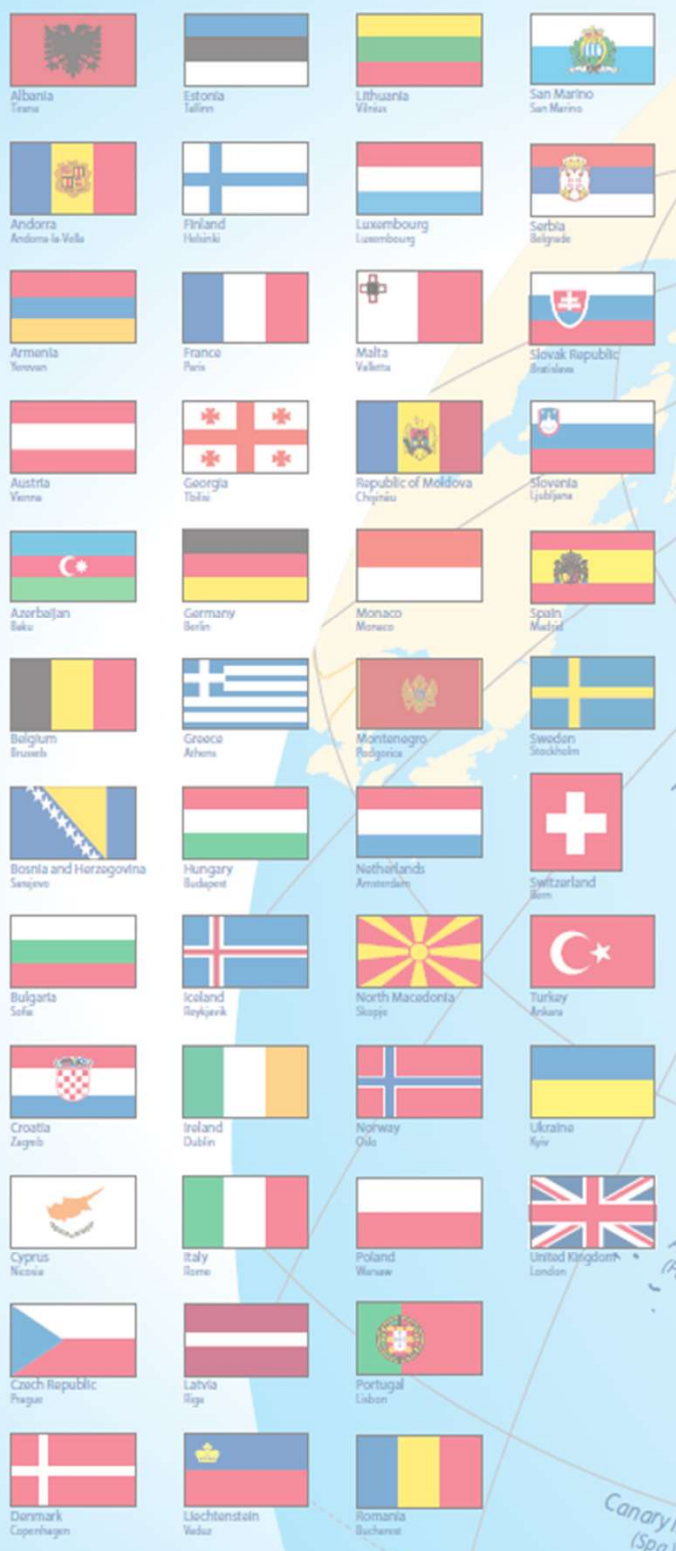 Albania
Tirana
Andorra
Andorra-la-Vella
Armenia
Yerevan
Austria
Vienna
Azerbaijan
Baku
Belgium
Brussels
Bosnia and Herzegovina
Sarajevo
Bulgaria
Sofia
Croatia
Zagreb
Cyprus
Nicosia
Czech Republic
Prague
Denmark
Copenhagen
Estonia
Tallinn
Finland
Helsinki
France
Paris
Georgia
Tbilisi
Germany
Berlin
Greece
Athens
Hungary
Budapest
Iceland
Reykjavik
Ireland
Dublin
Italy
Rome
Latvia
Riga
Liechtenstein
Vaduz
Lithuania
Vilnius
Luxembourg
Luxembourg
Malta
Valletta
Republic of Moldova
Chişinău
Monaco
Monaco
Montenegro
Podgorica
Netherlands
Amsterdam
North Macedonia
Skopje
Norway
Oslo
Poland
Warsaw
Portugal
Lisbon
Romania
Bucharest
San Marino
San Marino
Serbia
Belgrade
Slovak Republic
Bratislava
Slovenia
Ljubljana
Spain
Madrid
Sweden
Stockholm
Switzerland
Bern
Turkey
Ankara
Ukraine
Kyiv
United Kingdom
London
Canary
(Spa